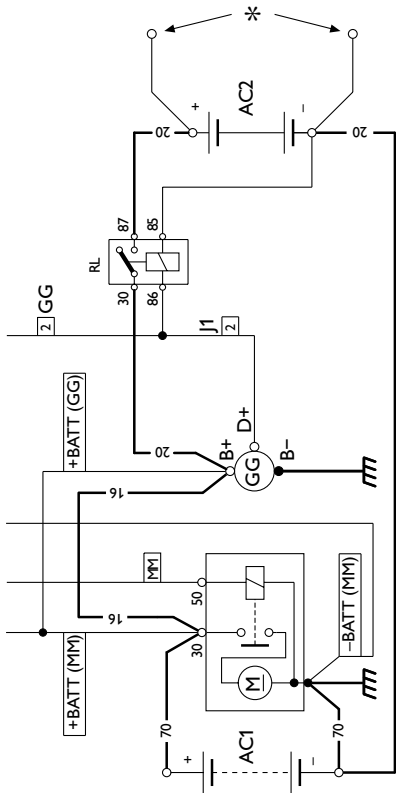 *
20
+
AC2
–
20
87
85
RL
30
86
2
GG
J1
2
+BATT (GG)
20
B+
D+
GG
B–
16
16
MM
50
30
M
–BATT (MM)
+BATT (MM)
70
70
+
AC1
–